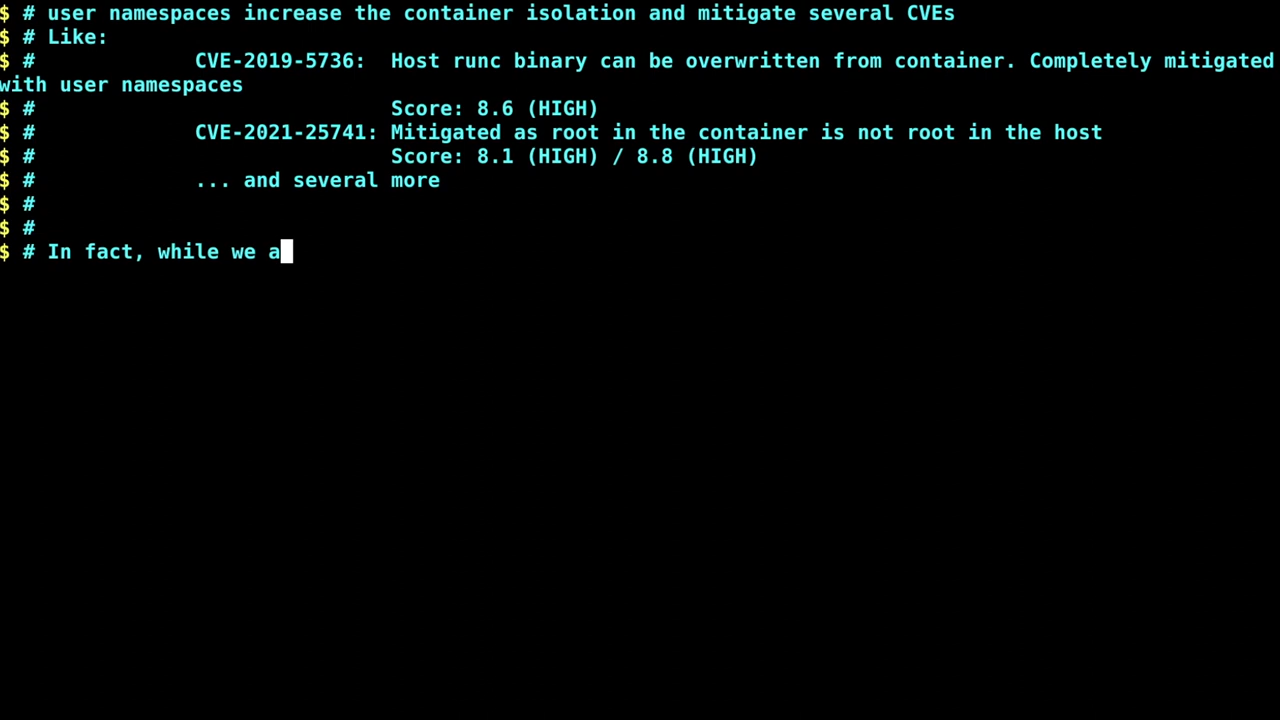 $ # user namespaces increase the container isolation and mitigate several CVEs
$ # Like:
$ #             CVE-2019-5736:  Host runc binary can be overwritten from container. Completely mitigated
with user namespaces
$ #                             Score: 8.6 (HIGH)
$ #             CVE-2021-25741: Mitigated as root in the container is not root in the host
$ #                             Score: 8.1 (HIGH) / 8.8 (HIGH)
$ #             ... and several more
$ #
$ #
$ # In fact, while we a